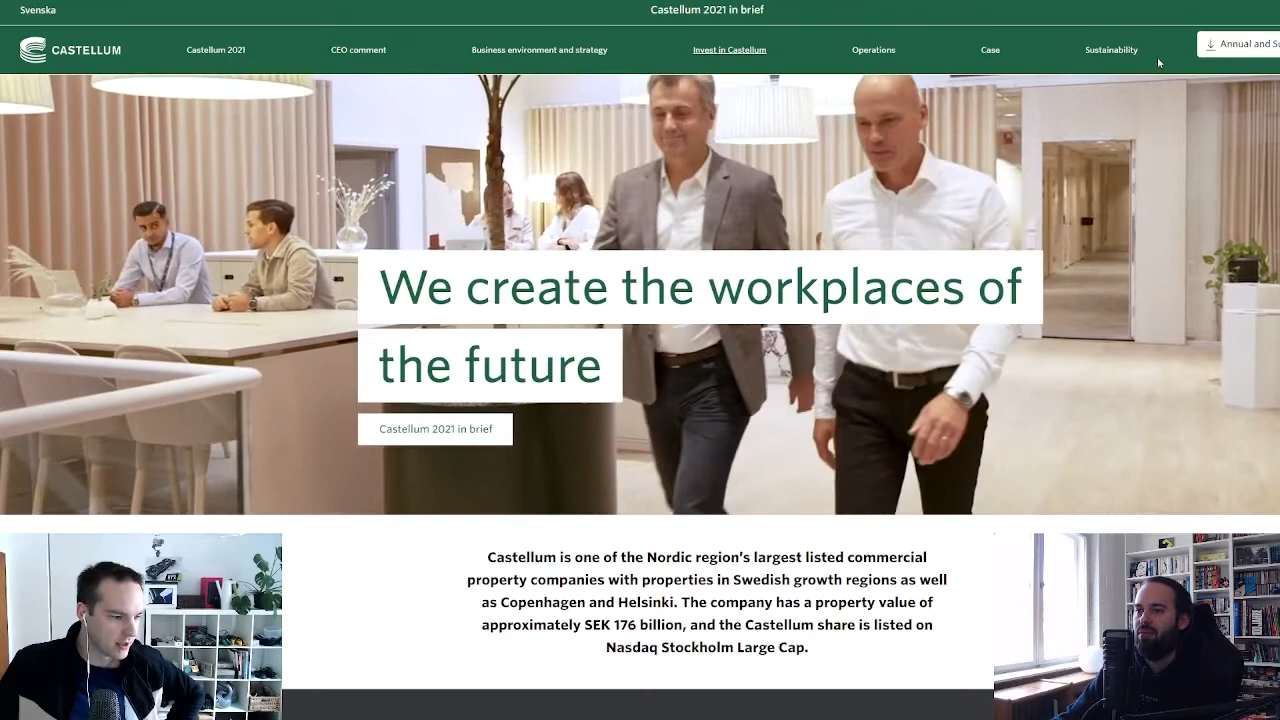 Svenska
Castellum 2021 in brief
CASTELLUM
Castellum 2021
CEO comment
Business environment and strategy
Invest in Castellum
Operations
Case
Sustainability
Annual and Su
We create the workplaces of
the future
Castellum 2021 in brief
Castellum is one of the Nordic region's largest listed commercial
property companies with properties in Swedish growth regions as well
as Copenhagen and Helsinki. The company has a property value of
approximately SEK 176 billion, and the Castellum share is listed on
Nasdaq Stockholm Large Cap.